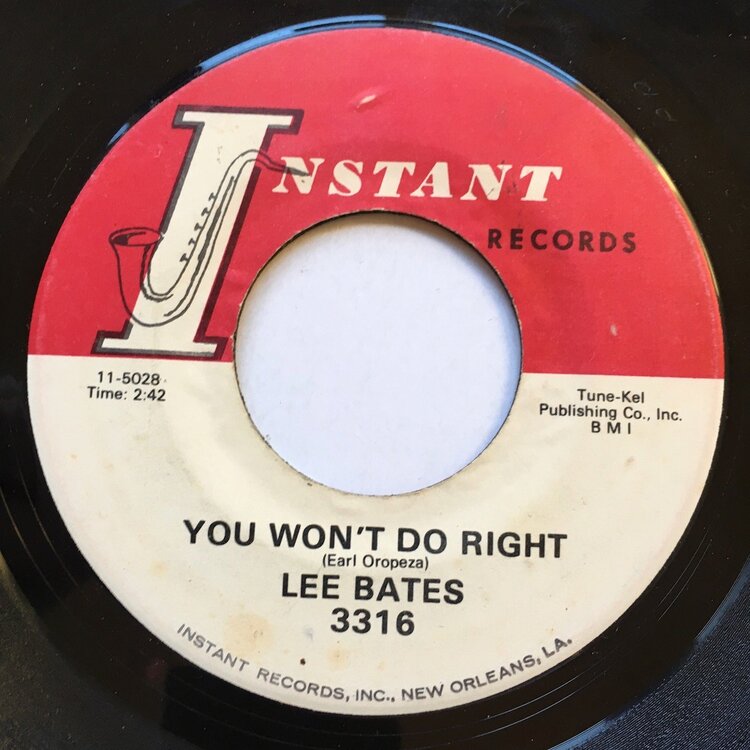 INSTANT
RECORDS
11-5028
Time: 2:42
Tune-Kel
Publishing Co., Inc.
B M I
YOU WON'T DO RIGHT
(Earl Oropeza)
LEE BATES
3316
INSTANT RECORDS, INC., NEW ORLEANS, LA.